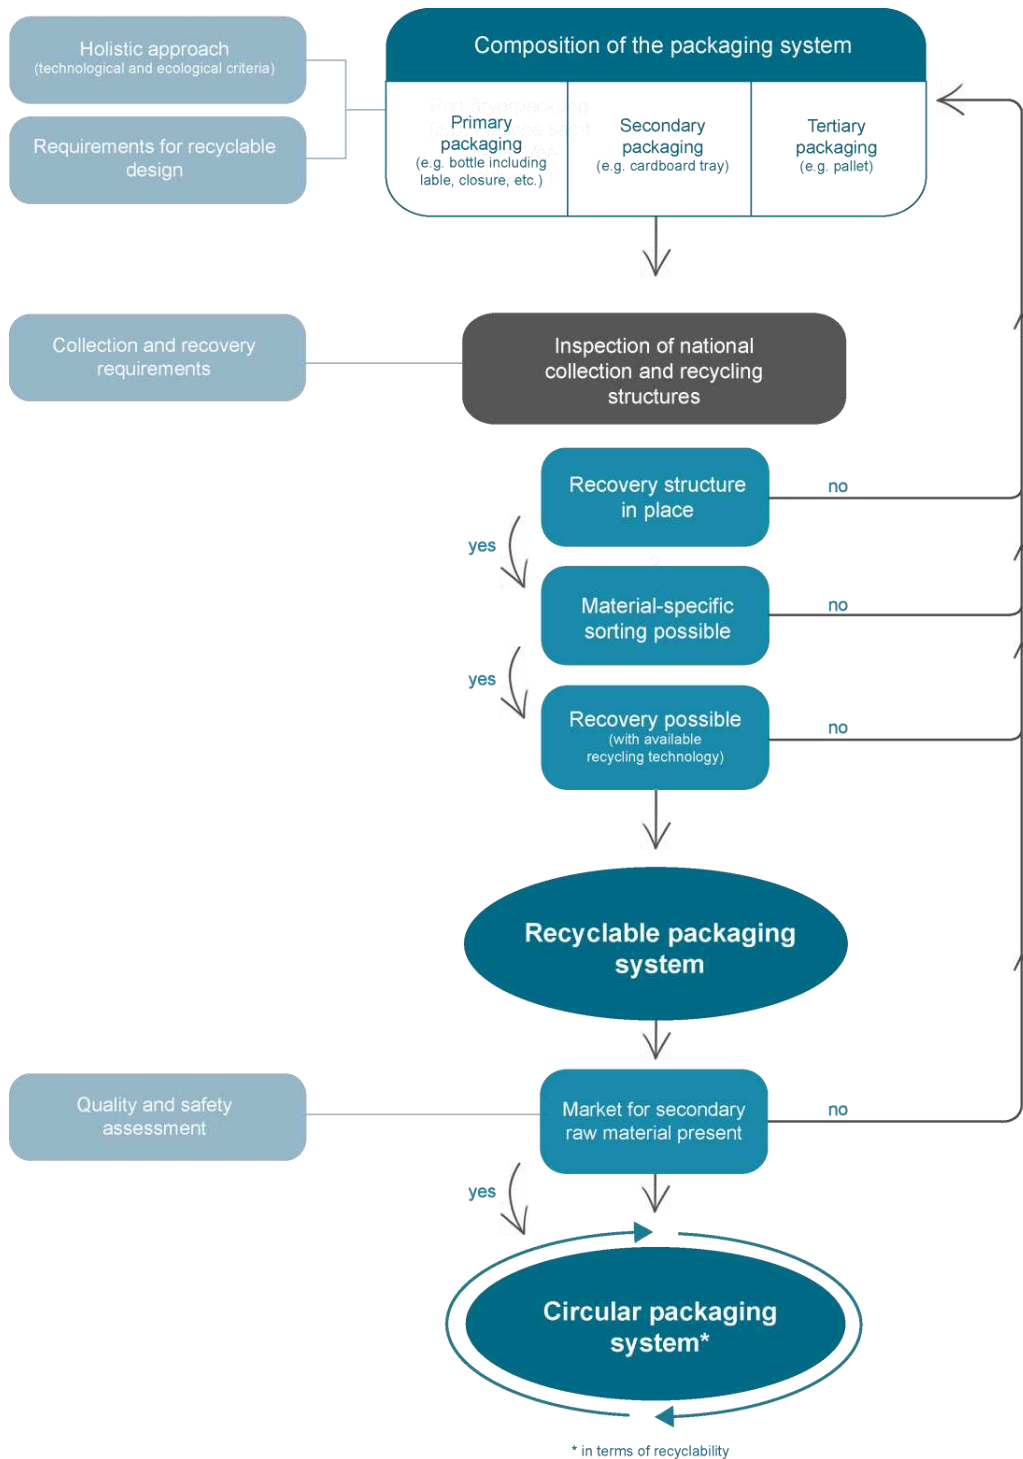 Holistic approach
(technological and ecological criteria)
Requirements for recyclable
design
Composition of the packaging system
Primary
packaging
(e.g. bottle including
lable, closure, etc.)
Secondary
packaging
(e.g. cardboard tray)
Tertiary
packaging
(e.g. pallet)
Collection and recovery
requirements
Inspection of national
collection and recycling
structures
Recovery structure
in place
no
yes
Material-specific
sorting possible
no
yes
Recovery possible
(with available
recycling technology)
no
Recyclable packaging
system
Quality and safety
assessment
Market for secondary
raw material present
no
yes
Circular packaging
system*
* in terms of recyclability